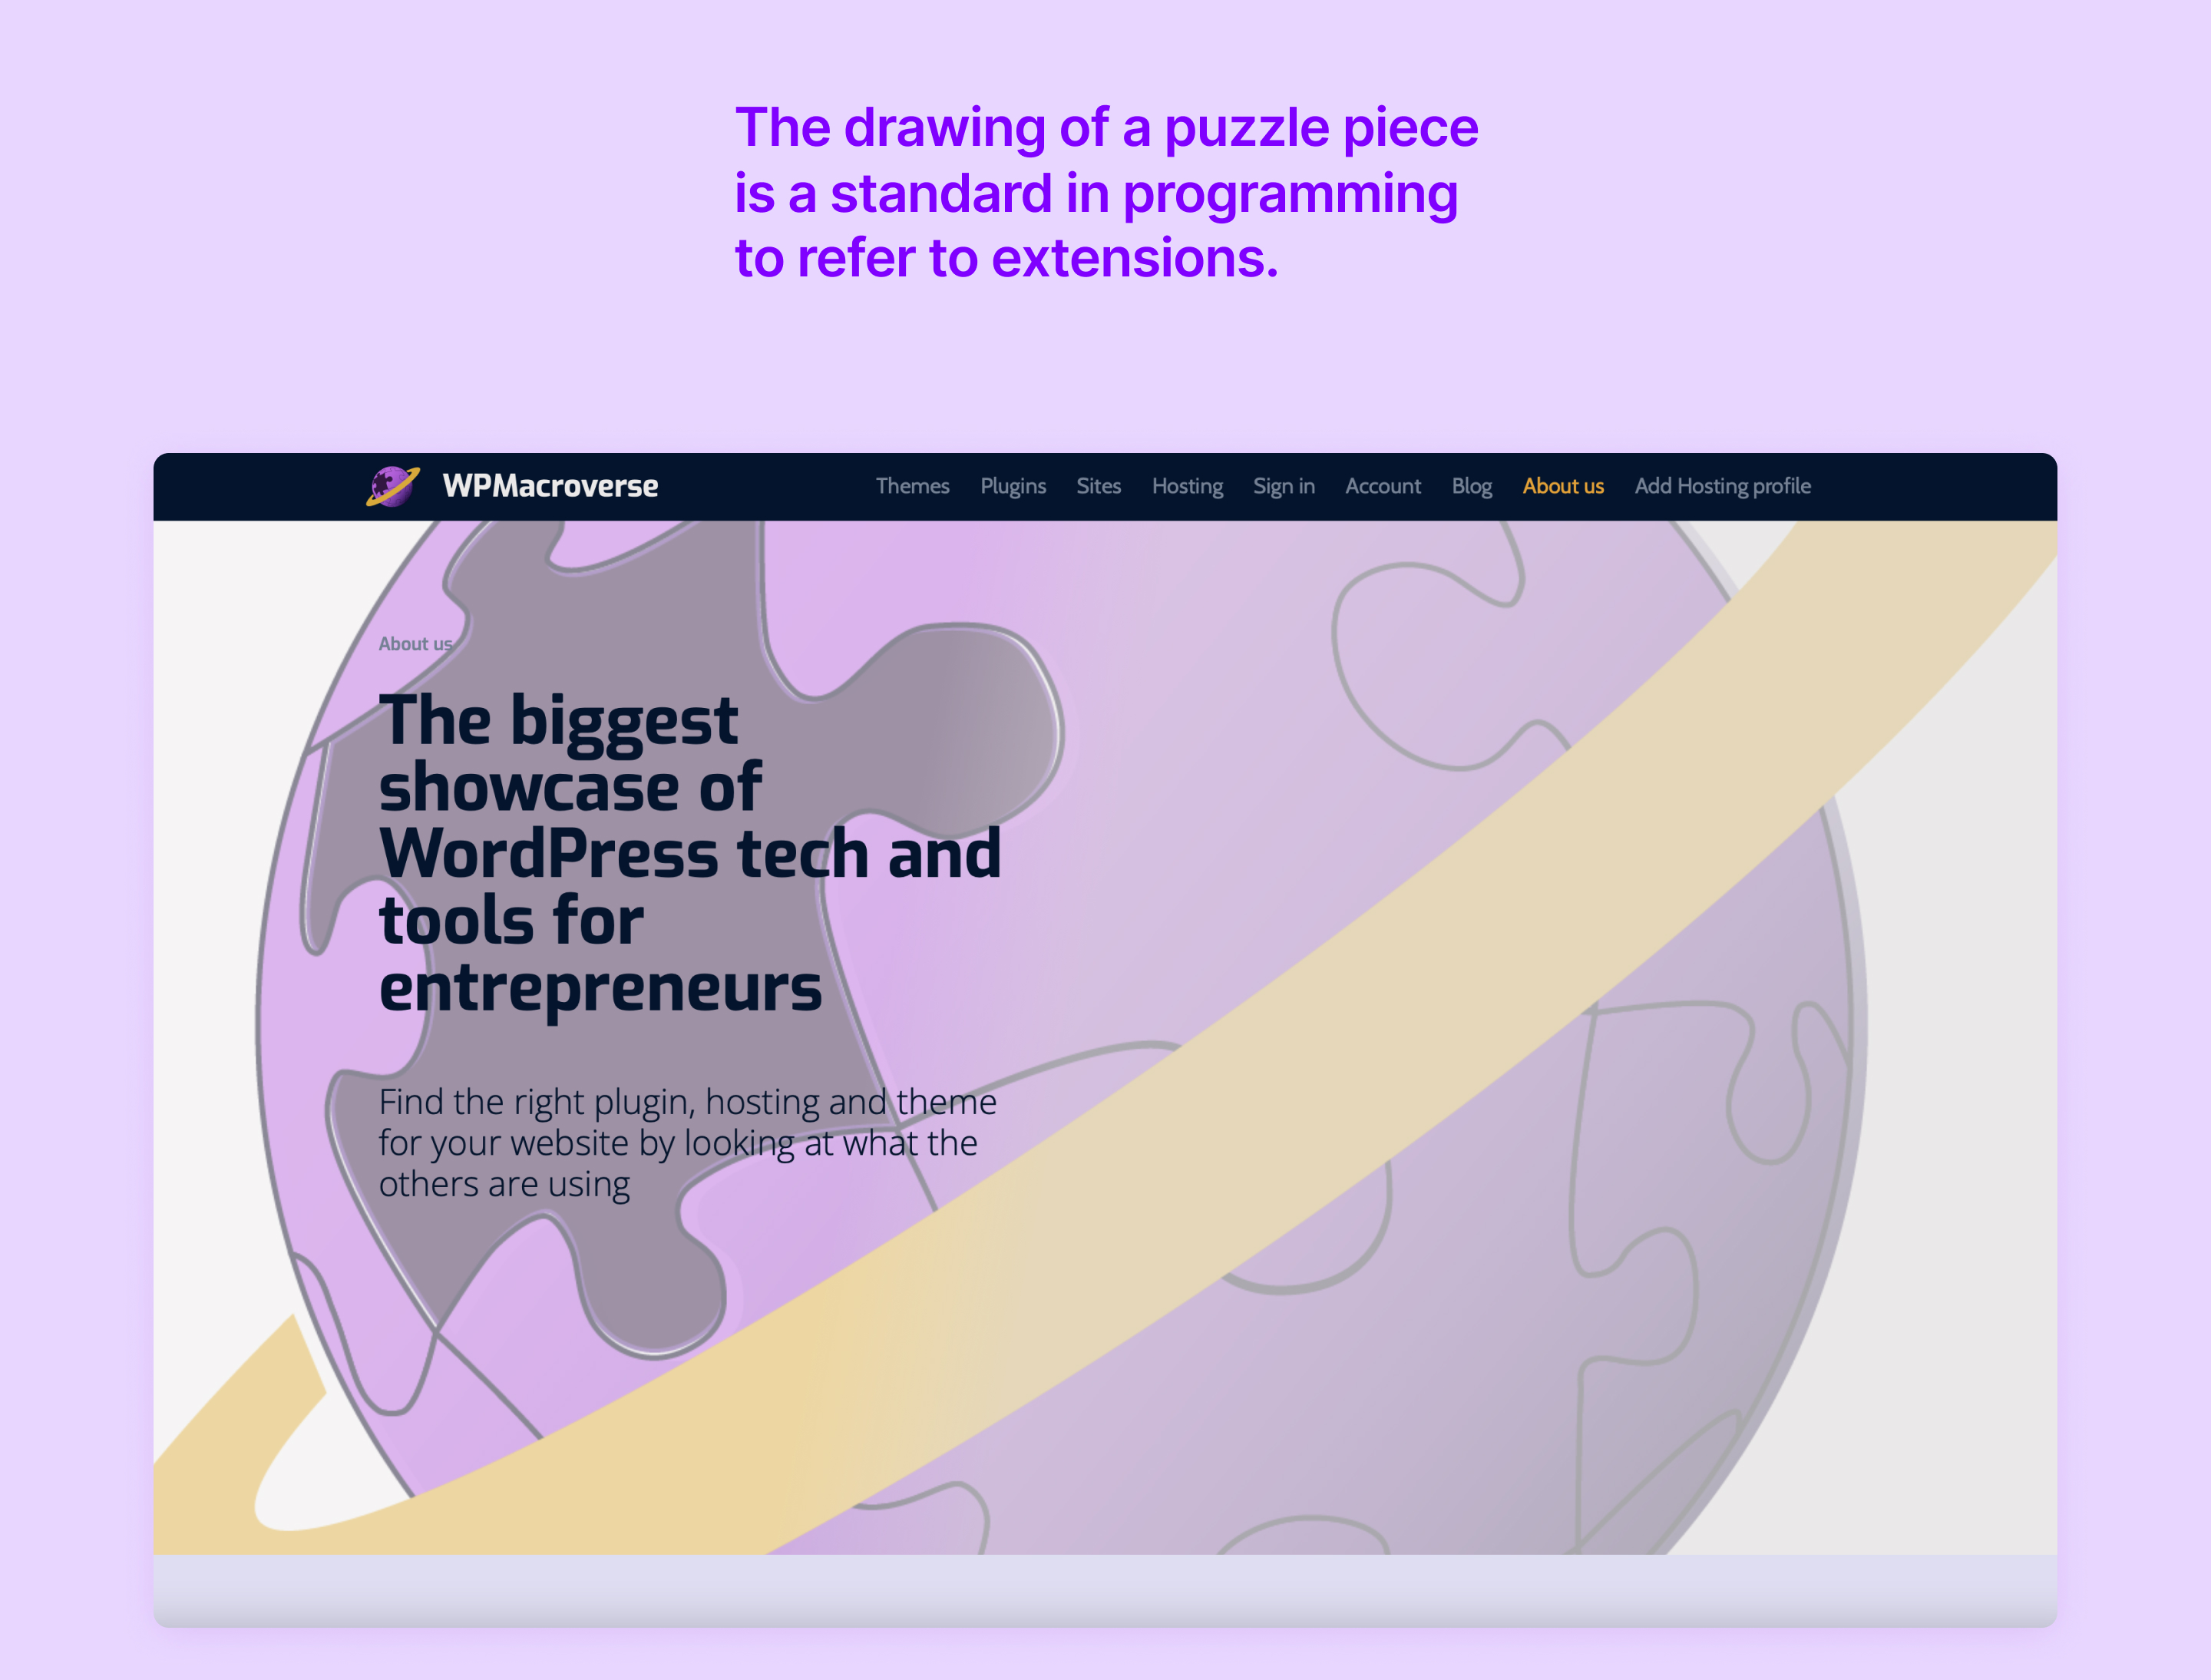 The drawing of a puzzle piece
is a standard in programming
to refer to extensions.
WPMacroverse Themes Plugins Sites Hosting Sign in Account Blog About us Add Hosting profile
About us
The biggest
showcase of
WordPress tech and
tools for
entrepreneurs
Find the right plugin, hosting and theme
for your website by looking at what the
others are using